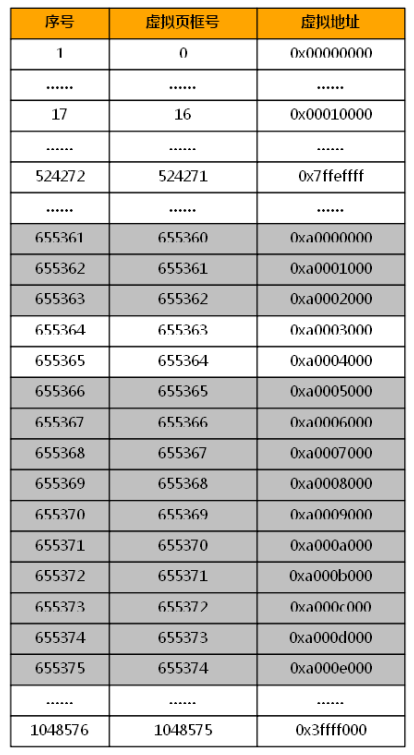 序号 虚拟页框号 虚拟地址
1 0 0x00000000
...... ...... ......
17 16 0x00010000
...... ...... ......
524272 524271 0x7ffeffff
...... ...... ......
655361 655360 0xa0000000
655362 655361 0xa0001000
655363 655362 0xa0002000
655364 655363 0xa0003000
655365 655364 0xa0004000
655366 655365 0xa0005000
655367 655366 0xa0006000
655368 655367 0xa0007000
655369 655368 0xa0008000
655370 655369 0xa0009000
655371 655370 0xa000a000
655372 655371 0xa000b000
655373 655372 0xa000c000
655374 655373 0xa000d000
655375 655374 0xa000e000
...... ...... ......
1048576 1048575 0x3ffff000